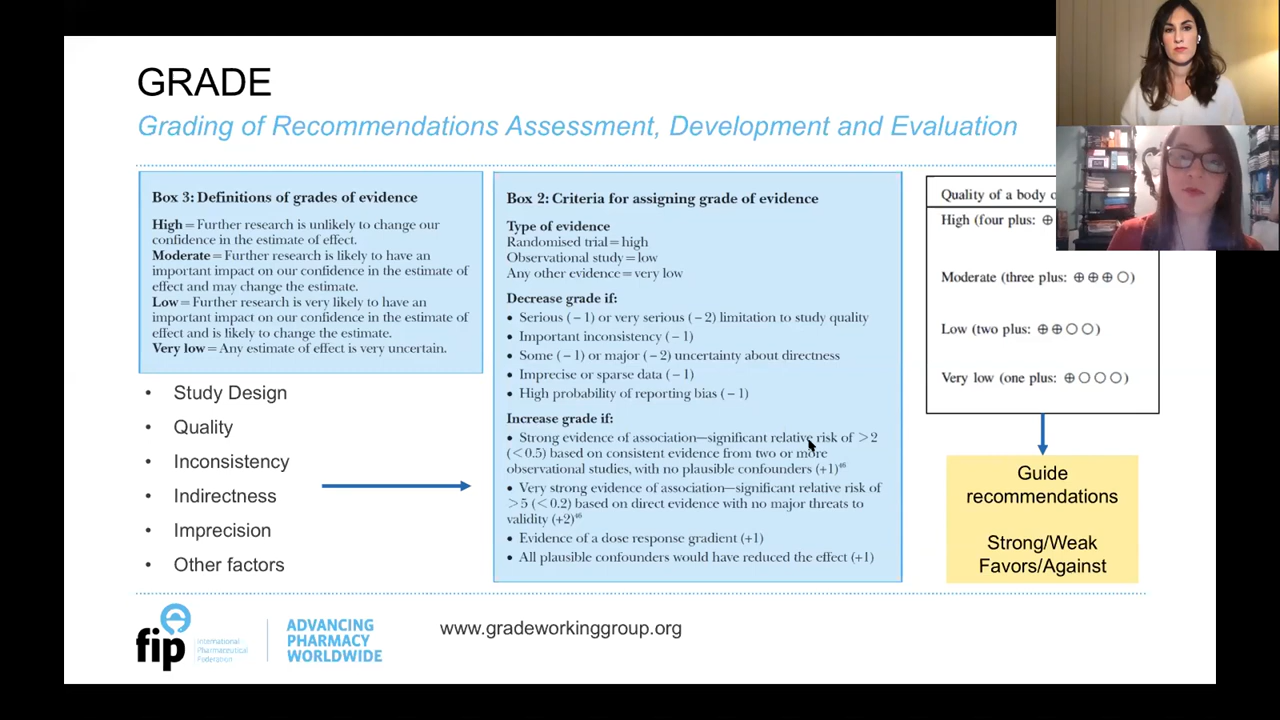 GRADE
Grading of Recommendations Assessment, Development and Evaluation
Box 3: Definitions of grades of evidence
High = Further research is unlikely to change our
confidence in the estimate of effect.
Moderate = Further research is likely to have an
important impact on our confidence in the estimate of
effect and may change the estimate.
Low = Further research is very likely to have an
important impact on our confidence in the estimate of
effect and is likely to change the estimate.
Very low = Any estimate of effect is very uncertain.
• Study Design
• Quality
• Inconsistency
• Indirectness
• Imprecision
• Other factors
Box 2: Criteria for assigning grade of evidence
Type of evidence
Randomised trial = high
Observational study = low
Any other evidence = very low
Decrease grade if:
• Serious (−1) or very serious (−2) limitation to study quality
• Important inconsistency (−1)
• Some (−1) or major (−2) uncertainty about directness
• Imprecise or sparse data (−1)
• High probability of reporting bias (−1)
Increase grade if:
• Strong evidence of association—significant relative risk of >2
(<0.5) based on consistent evidence from two or more
observational studies, with no plausible confounders (+1)⁴⁶
• Very strong evidence of association—significant relative risk of
>5 (<0.2) based on direct evidence with no major threats to
validity (+2)⁴⁶
• Evidence of a dose response gradient (+1)
• All plausible confounders would have reduced the effect (+1)
Quality of a body
High (four plus: ⊕
Moderate (three plus: ⊕⊕⊕○)
Low (two plus: ⊕⊕○○)
Very low (one plus: ⊕○○○)
Guide
recommendations
Strong/Weak
Favors/Against
fip
International
Pharmaceutical
Federation
ADVANCING
PHARMACY
WORLDWIDE
www.gradeworkinggroup.org